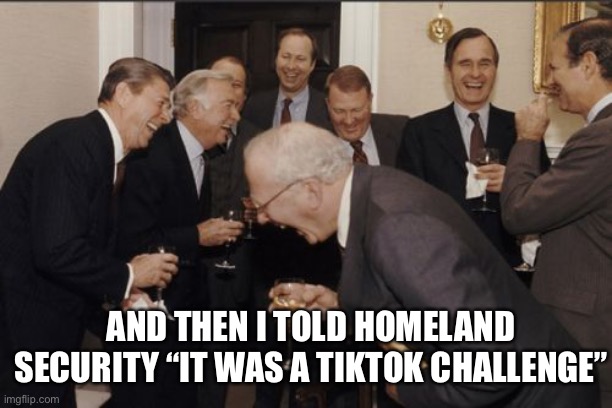 AND THEN I TOLD HOMELAND
SECURITY “IT WAS A TIKTOK CHALLENGE”
imgflip.com